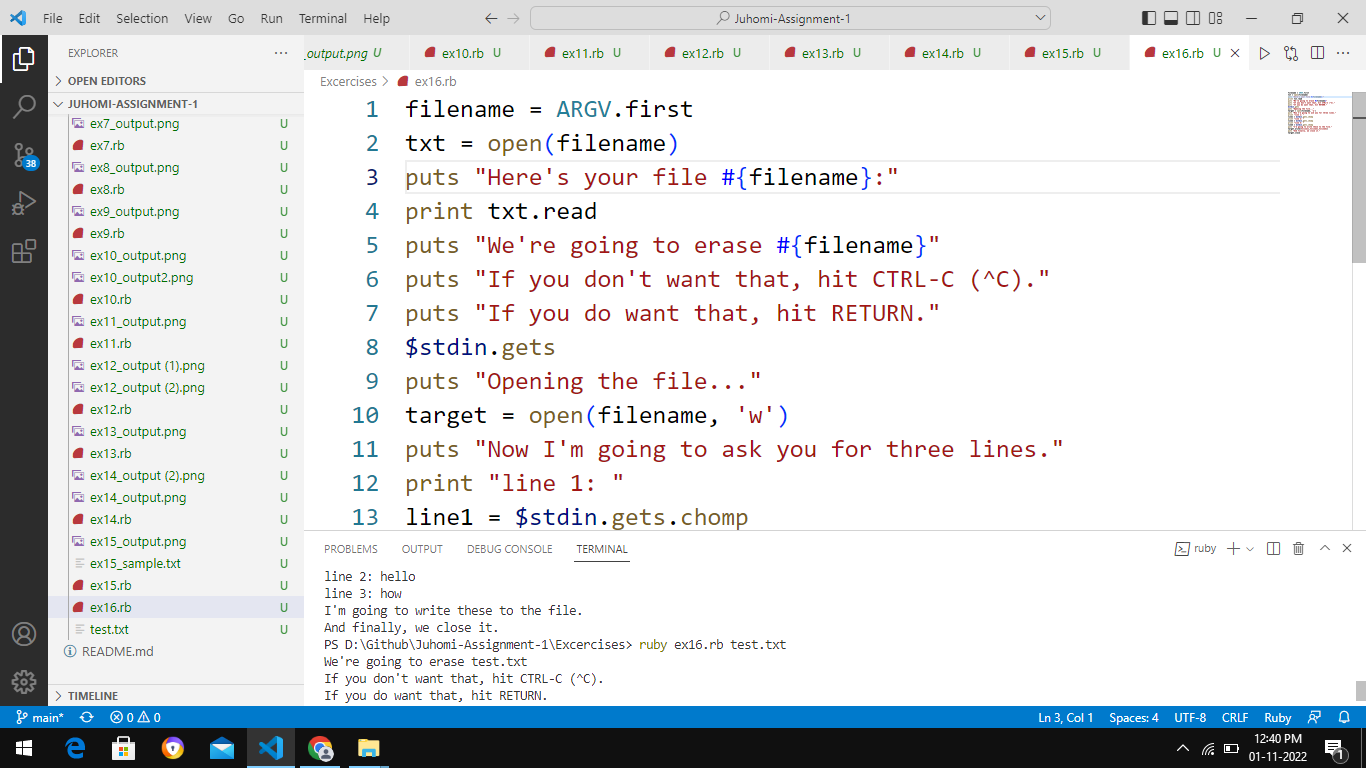 File Edit Selection View Go Run Terminal Help
Juhomi-Assignment-1
EXPLORER
_output.png U
ex10.rb U
ex11.rb U
ex12.rb U
ex13.rb U
ex14.rb U
ex15.rb U
ex16.rb U
OPEN EDITORS
Excercises > ex16.rb
JUHOMI-ASSIGNMENT-1
ex7_output.png U
ex7.rb U
ex8_output.png U
ex8.rb U
ex9_output.png U
ex9.rb U
ex10_output.png U
ex10_output2.png U
ex10.rb U
ex11_output.png U
ex11.rb U
ex12_output (1).png U
ex12_output (2).png U
ex12.rb U
ex13_output.png U
ex13.rb U
ex14_output (2).png U
ex14_output.png U
ex14.rb U
ex15_output.png U
ex15_sample.txt U
ex15.rb U
ex16.rb U
test.txt U
README.md
TIMELINE
38
1 filename = ARGV.first
2 txt = open(filename)
3 puts "Here's your file #{filename}:"
4 print txt.read
5 puts "We're going to erase #{filename}"
6 puts "If you don't want that, hit CTRL-C (^C)."
7 puts "If you do want that, hit RETURN."
8 $stdin.gets
9 puts "Opening the file..."
10 target = open(filename, 'w')
11 puts "Now I'm going to ask you for three lines."
12 print "line 1: "
13 line1 = $stdin.gets.chomp
PROBLEMS OUTPUT DEBUG CONSOLE TERMINAL
ruby
line 2: hello
line 3: how
I'm going to write these to the file.
And finally, we close it.
PS D:\Github\Juhomi-Assignment-1\Excercises> ruby ex16.rb test.txt
We're going to erase test.txt
If you don't want that, hit CTRL-C (^C).
If you do want that, hit RETURN.
main* 0 0
Ln 3, Col 1 Spaces: 4 UTF-8 CRLF Ruby
12:40 PM
01-11-2022
1